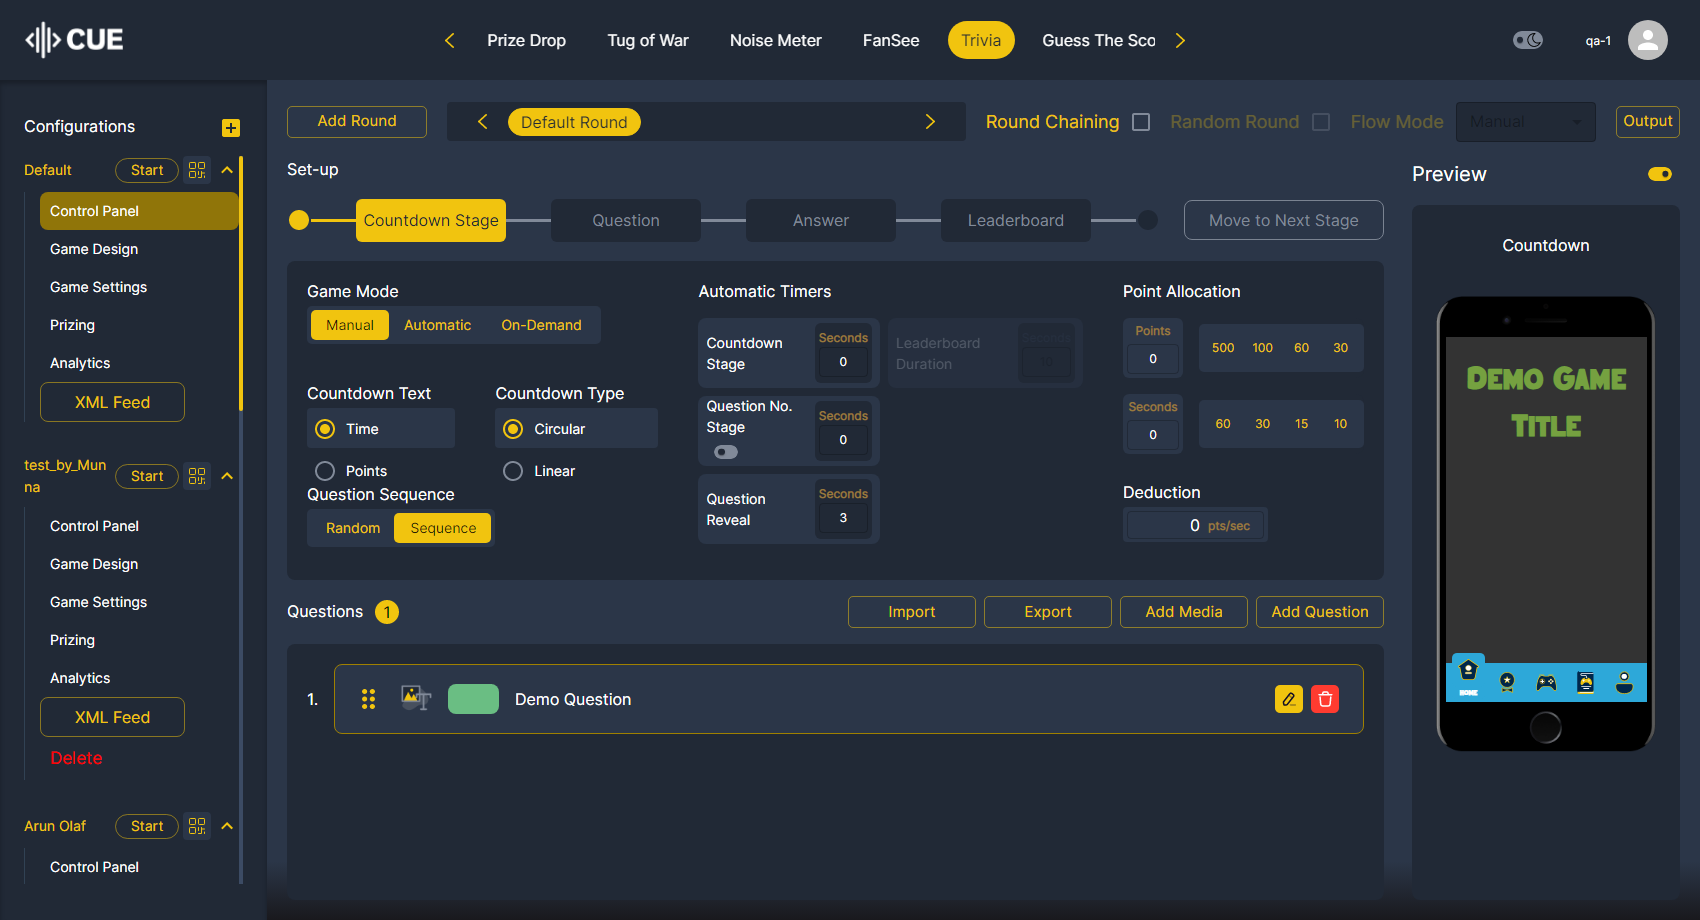 CUE
Prize Drop
Tug of War
Noise Meter
FanSee
Trivia
Guess The Sco
qa-1
Configurations
Default
Start
Control Panel
Game Design
Game Settings
Prizing
Analytics
XML Feed
test_by_Mun
na
Start
Control Panel
Game Design
Game Settings
Prizing
Analytics
XML Feed
Delete
Arun Olaf
Start
Control Panel
Add Round
Default Round
Round Chaining
Random Round
Flow Mode
Manual
Output
Set-up
Countdown Stage
Question
Answer
Leaderboard
Move to Next Stage
Game Mode
Manual
Automatic
On-Demand
Countdown Text
Time
Points
Countdown Type
Circular
Linear
Question Sequence
Random
Sequence
Automatic Timers
Countdown
Stage
Seconds
0
Leaderboard
Duration
Seconds
10
Question No.
Stage
Seconds
0
Question
Reveal
Seconds
3
Point Allocation
Points
0
500 100 60 30
Seconds
0
60 30 15 10
Deduction
0 pts/sec
Questions 1
Import
Export
Add Media
Add Question
1.
Demo Question
Preview
Countdown
Demo Game
Title
HOME